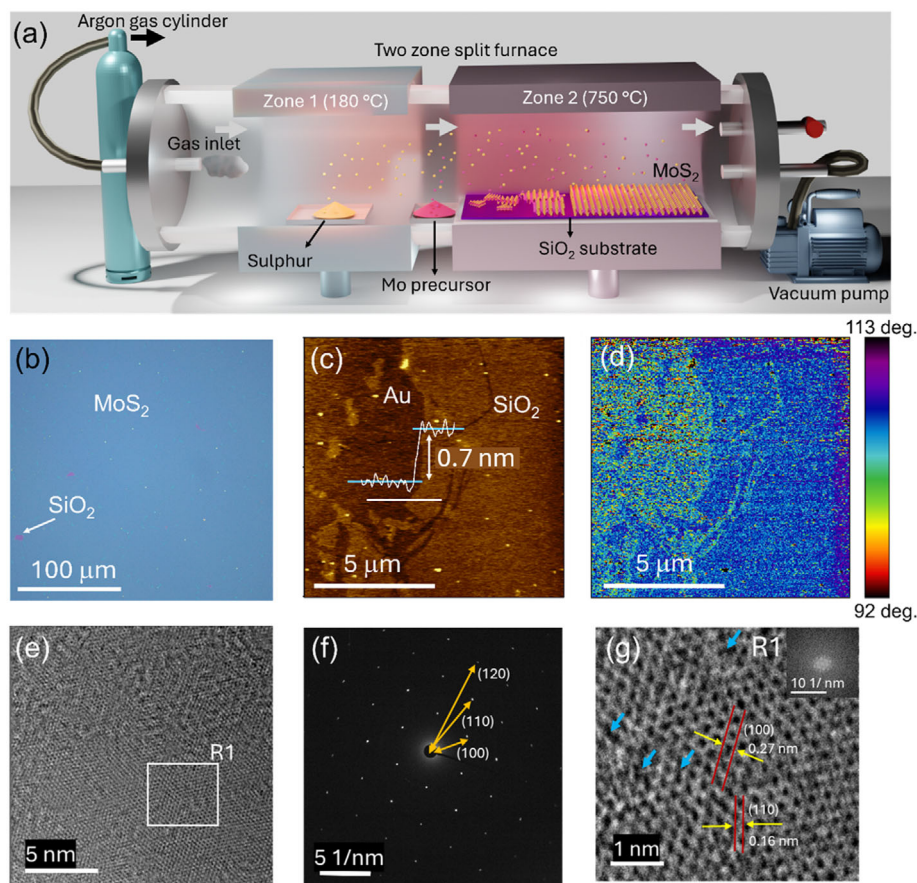 (a)
Argon gas cylinder
Two zone split furnace
Zone 1 (180 °C)
Zone 2 (750 °C)
Gas inlet
MoS₂
Sulphur
SiO₂ substrate
Mo precursor
Vacuum pump
(b)
MoS₂
SiO₂
100 μm
(c)
Au
SiO₂
0.7 nm
5 μm
(d)
5 μm
113 deg.
92 deg.
(e)
R1
5 nm
(f)
(120)
(110)
(100)
5 1/nm
(g)
R1
10 1/ nm
(100)
0.27 nm
(110)
0.16 nm
1 nm